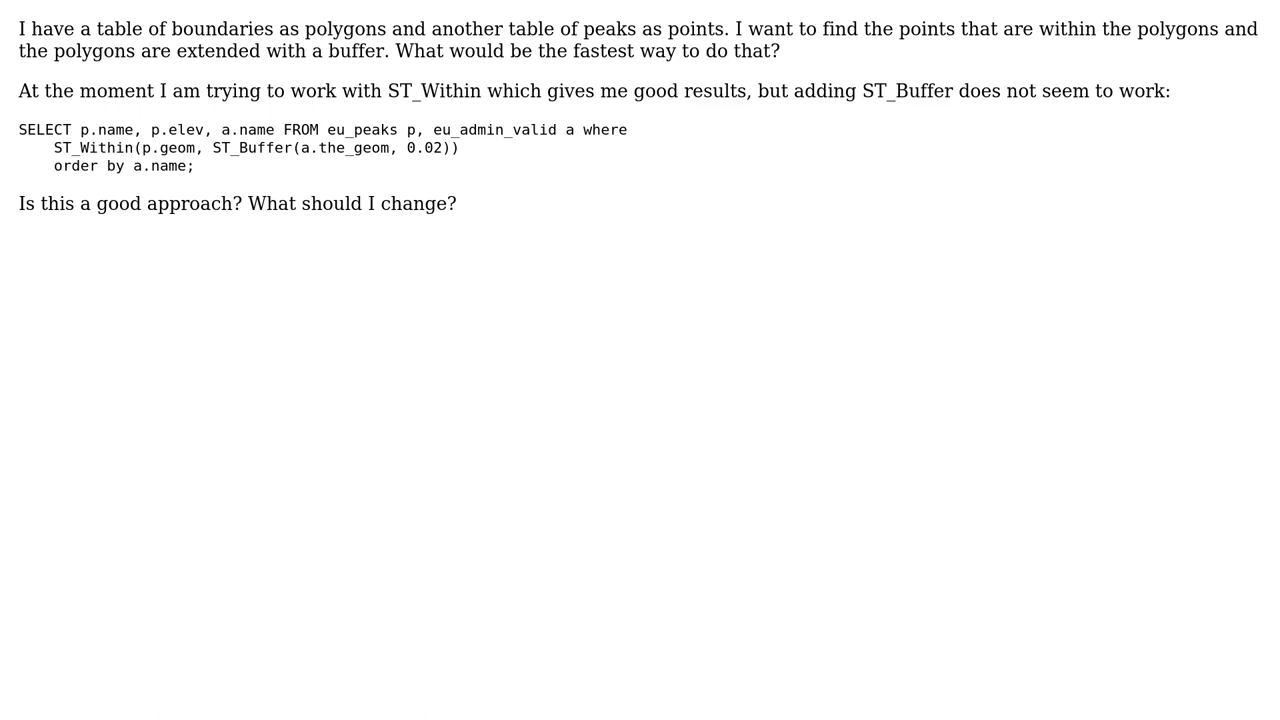 I have a table of boundaries as polygons and another table of peaks as points. I want to find the points that are within the polygons and
the polygons are extended with a buffer. What would be the fastest way to do that?
At the moment I am trying to work with ST_Within which gives me good results, but adding ST_Buffer does not seem to work:
SELECT p.name, p.elev, a.name FROM eu_peaks p, eu_admin_valid a where
    ST_Within(p.geom, ST_Buffer(a.the_geom, 0.02))
    order by a.name;
Is this a good approach? What should I change?